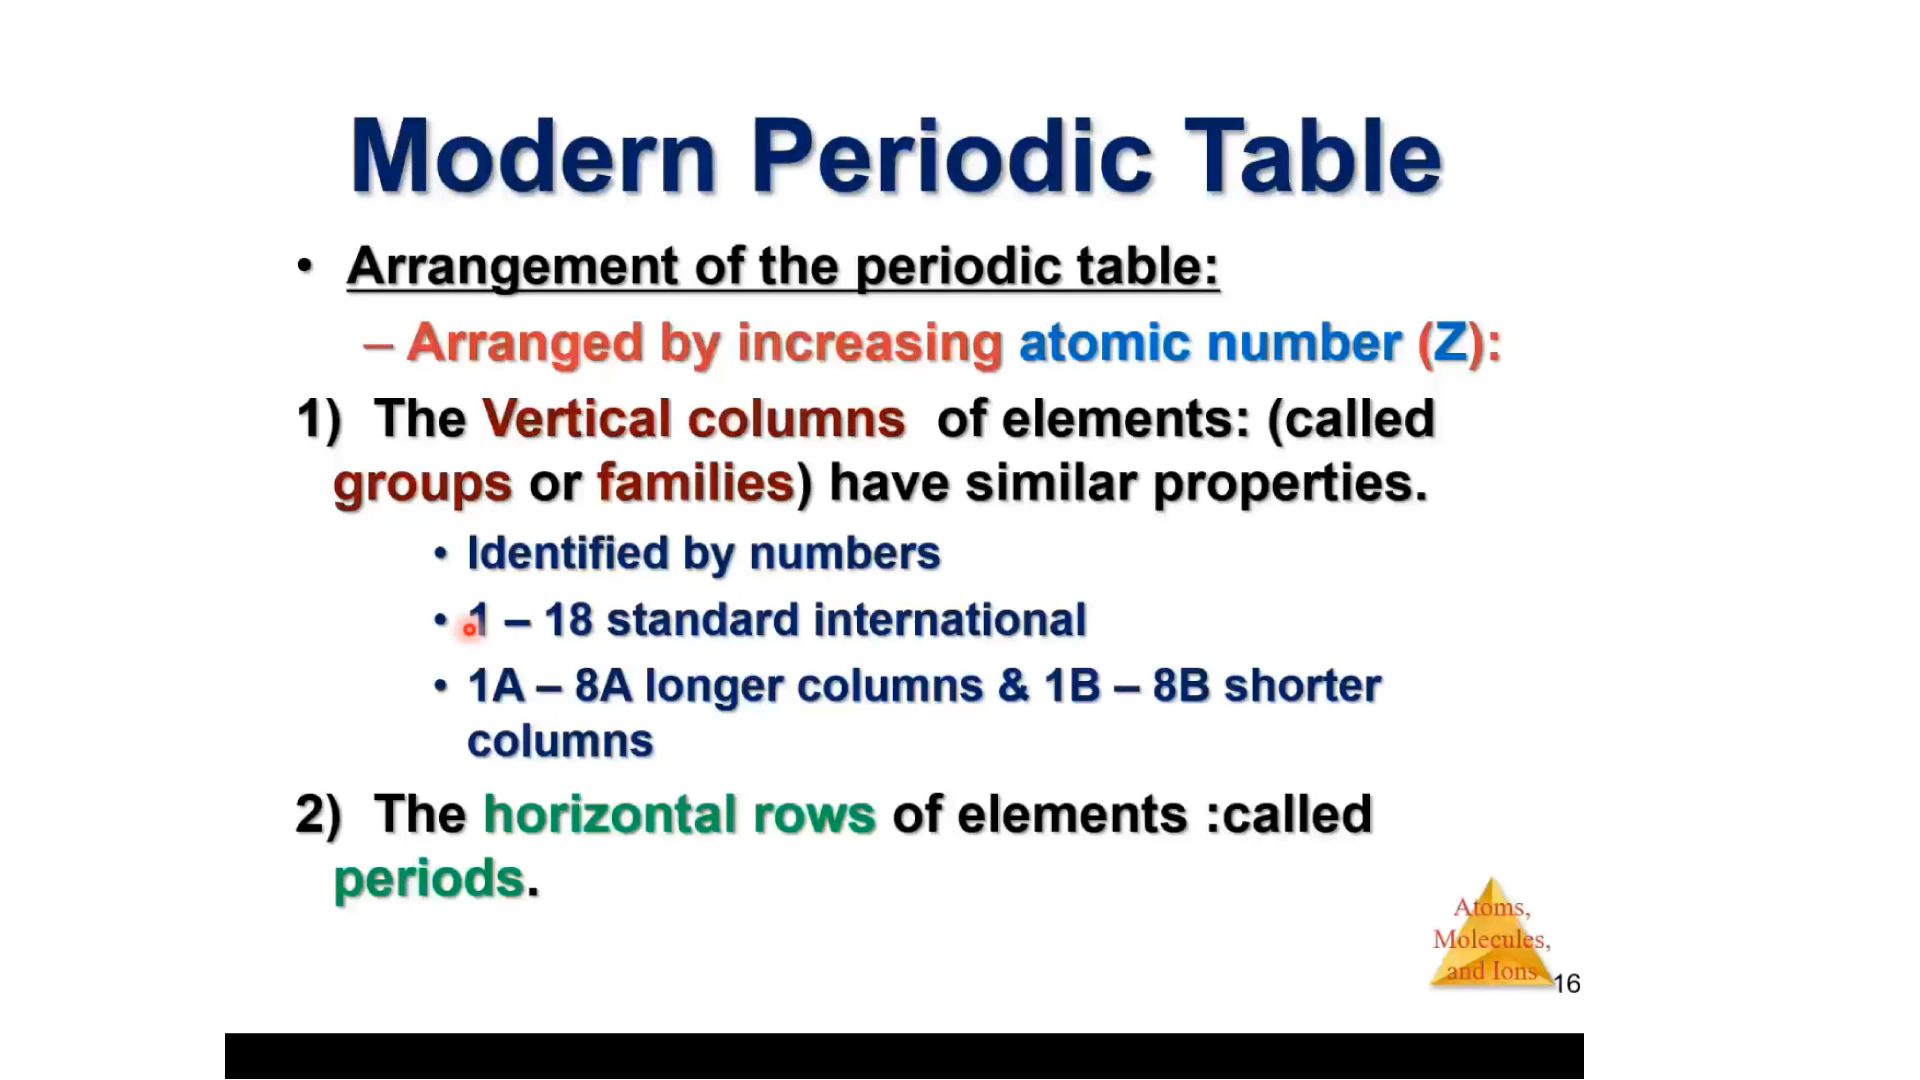 Modern Periodic Table
• Arrangement of the periodic table:
– Arranged by increasing atomic number (Z):
1) The Vertical columns of elements: (called
groups or families) have similar properties.
• Identified by numbers
• 1 – 18 standard international
• 1A – 8A longer columns & 1B – 8B shorter
columns
2) The horizontal rows of elements :called
periods.
Atoms,
Molecules,
and Ions
16